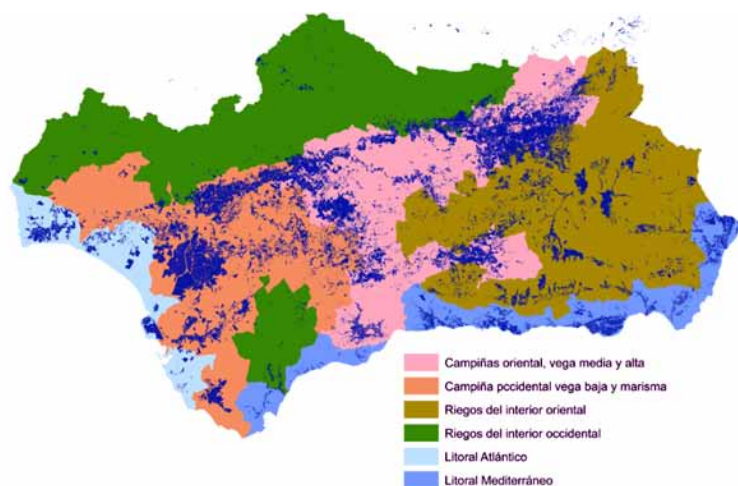 Campiñas oriental, vega media y alta
Campiña pccidental vega baja y marisma
Riegos del interior oriental
Riegos del interior occidental
Litoral Atlántico
Litoral Mediterráneo